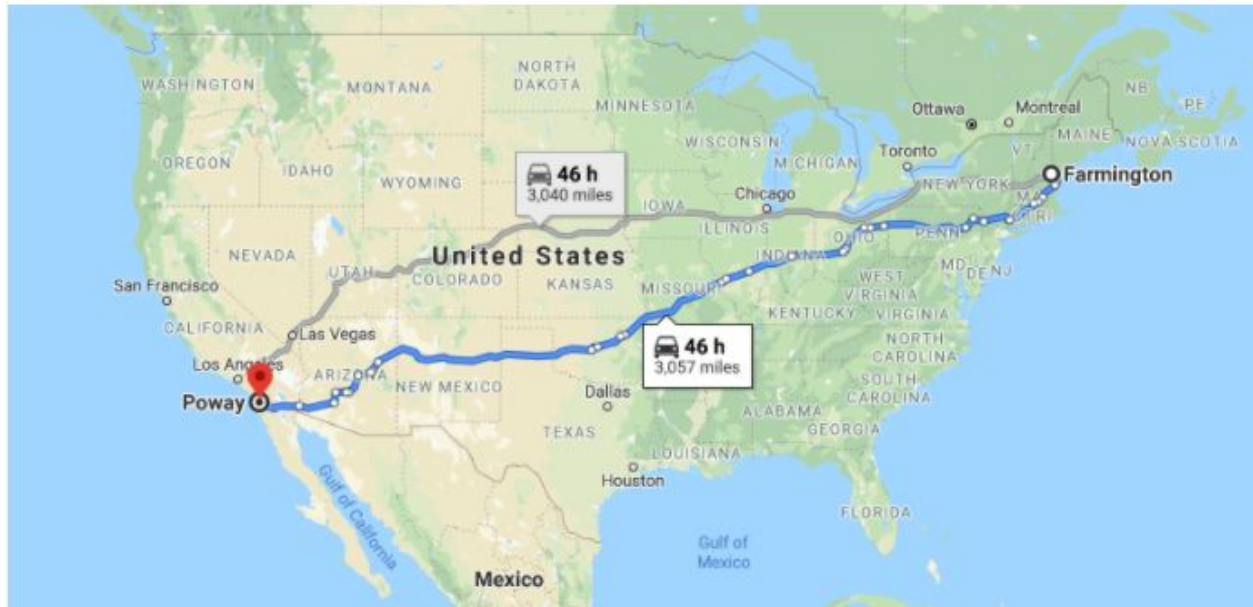 WASHINGTON
MONTANA
NORTH
DAKOTA
MINNESOTA
Ottawa
Montreal
NB
PE
MAINE
NOVA SCOTIA
VT
OREGON
IDAHO
WYOMING
WISCONSIN
MICHIGAN
Toronto
NEW YORK
Farmington
46 h
3,040 miles
IOWA
Chicago
ILLINOIS
INDIANA
OHIO
PENN
MA
CT RI
MD
DE
NJ
NEVADA
UTAH
COLORADO
United States
KANSAS
MISSOURI
WEST
VIRGINIA
KENTUCKY
VIRGINIA
San Francisco
CALIFORNIA
Las Vegas
Los Angeles
ARIZONA
NEW MEXICO
46 h
3,057 miles
NORTH
CAROLINA
SOUTH
CAROLINA
Poway
Dallas
TEXAS
ALABAMA
GEORGIA
LOUISIANA
Houston
FLORIDA
Gulf of California
Gulf of
Mexico
Mexico